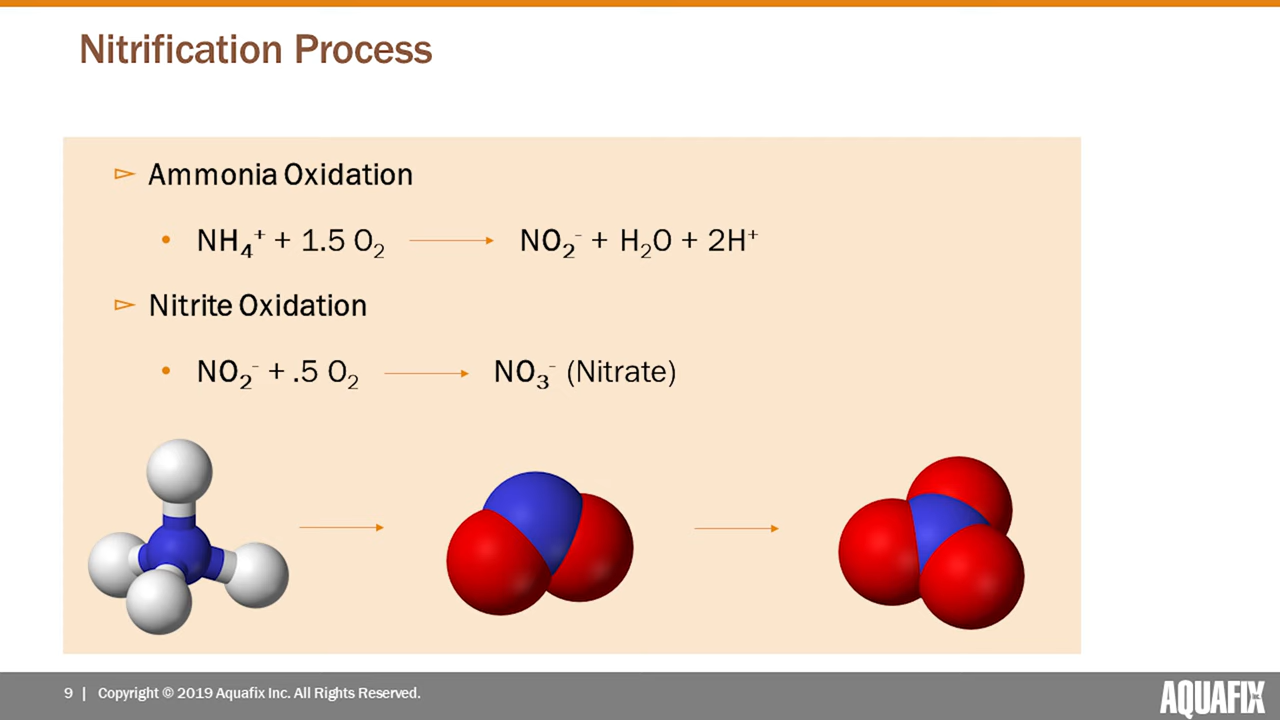 Nitrification Process
▻ Ammonia Oxidation
• NH₄⁺ + 1.5 O₂ → NO₂⁻ + H₂O + 2H⁺
▻ Nitrite Oxidation
• NO₂⁻ + .5 O₂ → NO₃⁻ (Nitrate)
9 | Copyright © 2019 Aquafix Inc. All Rights Reserved.
AQUAFIX